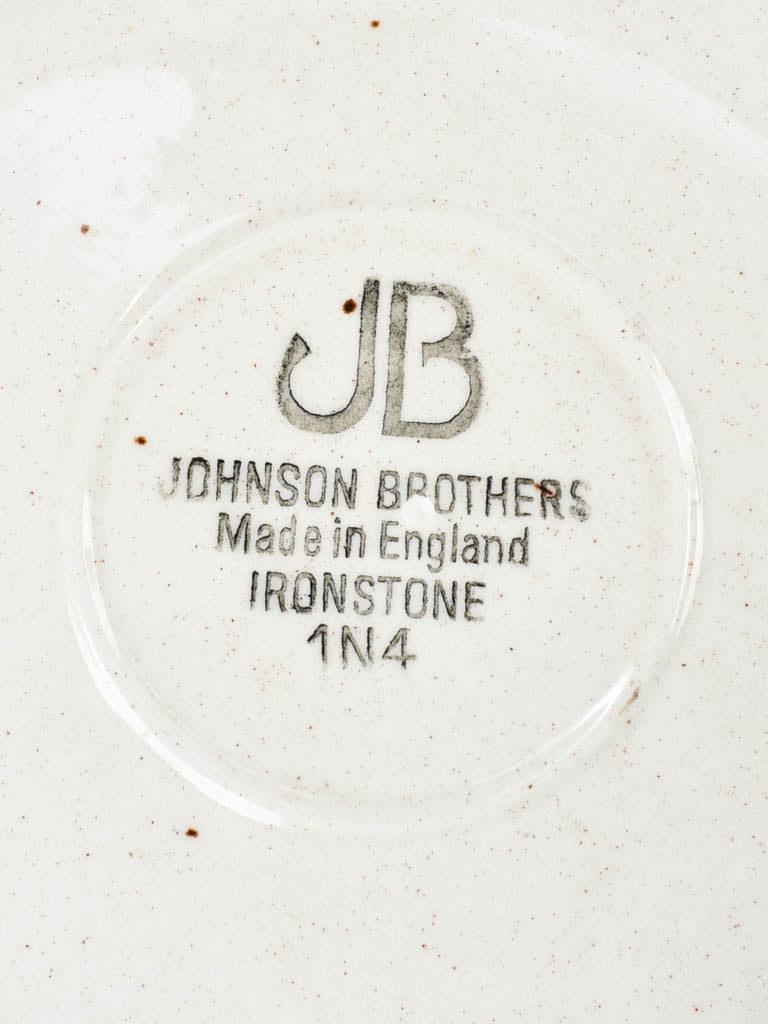 JB
JOHNSON BROTHERS
Made in England
IRONSTONE
1N4